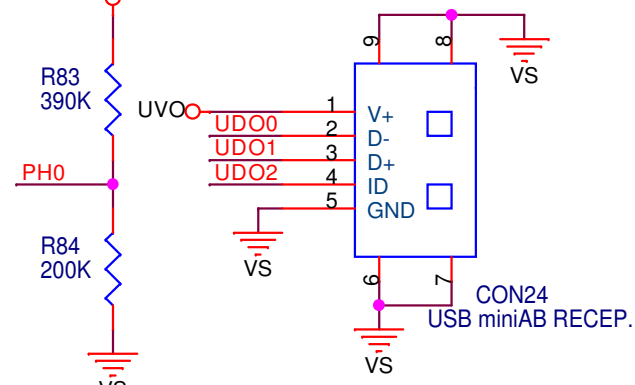 9
8
VS
R83
390K
UVO
1
V+
UDO0
2
D-
UDO1
3
D+
PH0
UDO2
4
ID
5
GND
R84
200K
VS
6
7
CON24
USB miniAB RECEP.
VS
VS